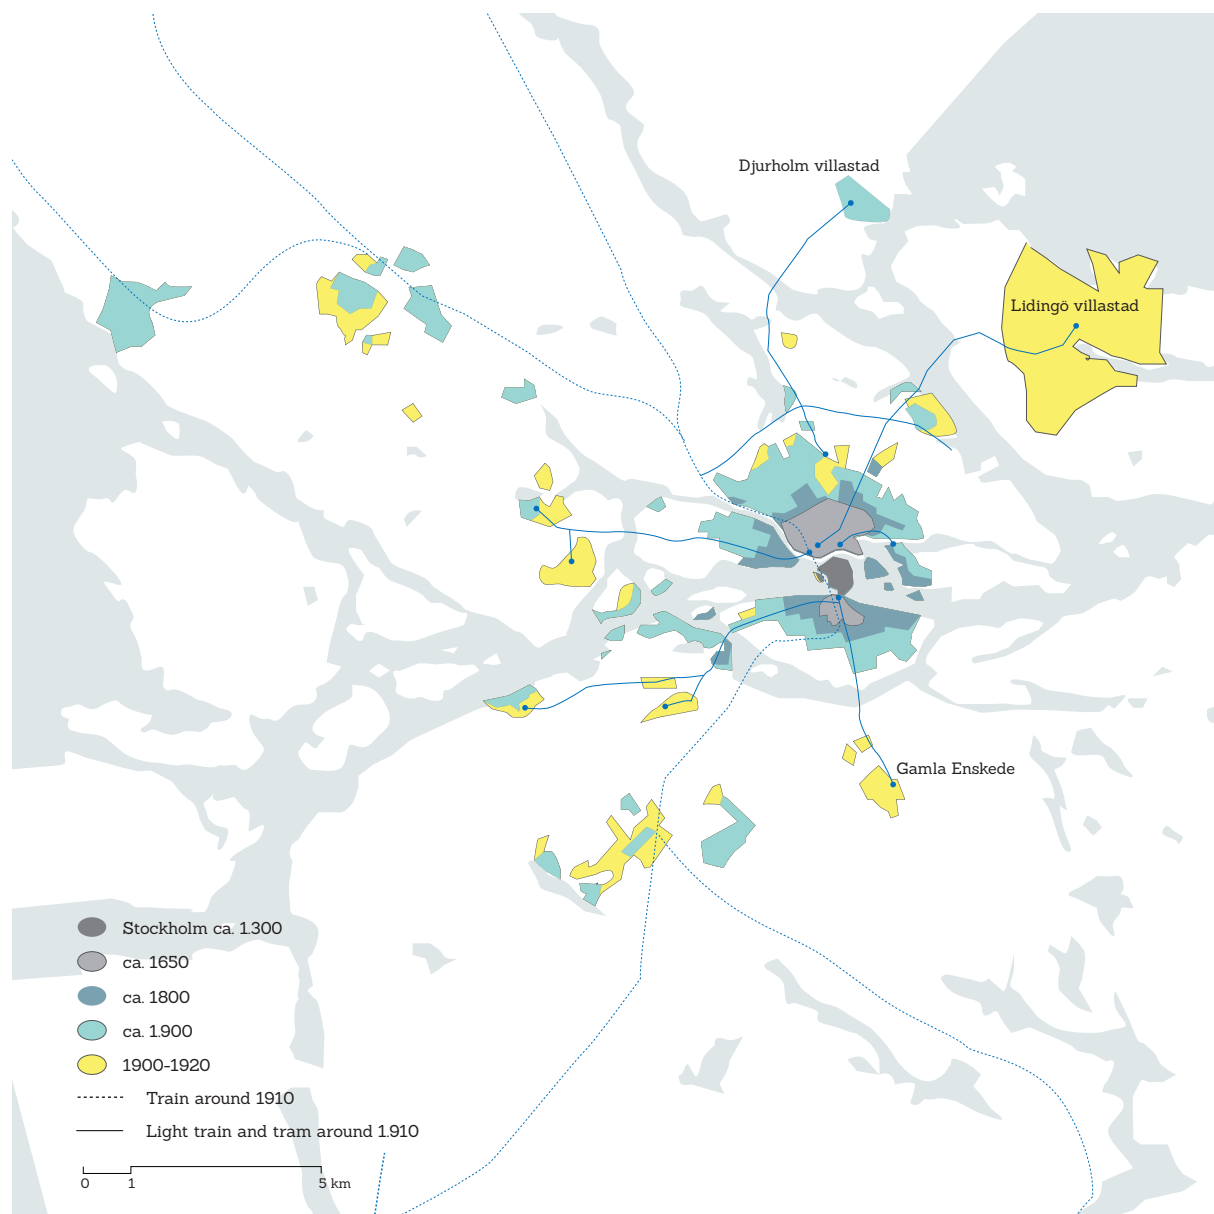 Djurholm villastad
Lidingö villastad
Gamla Enskede
Stockholm ca. 1.300
ca. 1650
ca. 1800
ca. 1.900
1900-1920
Train around 1910
Light train and tram around 1.910
0 1 5 km